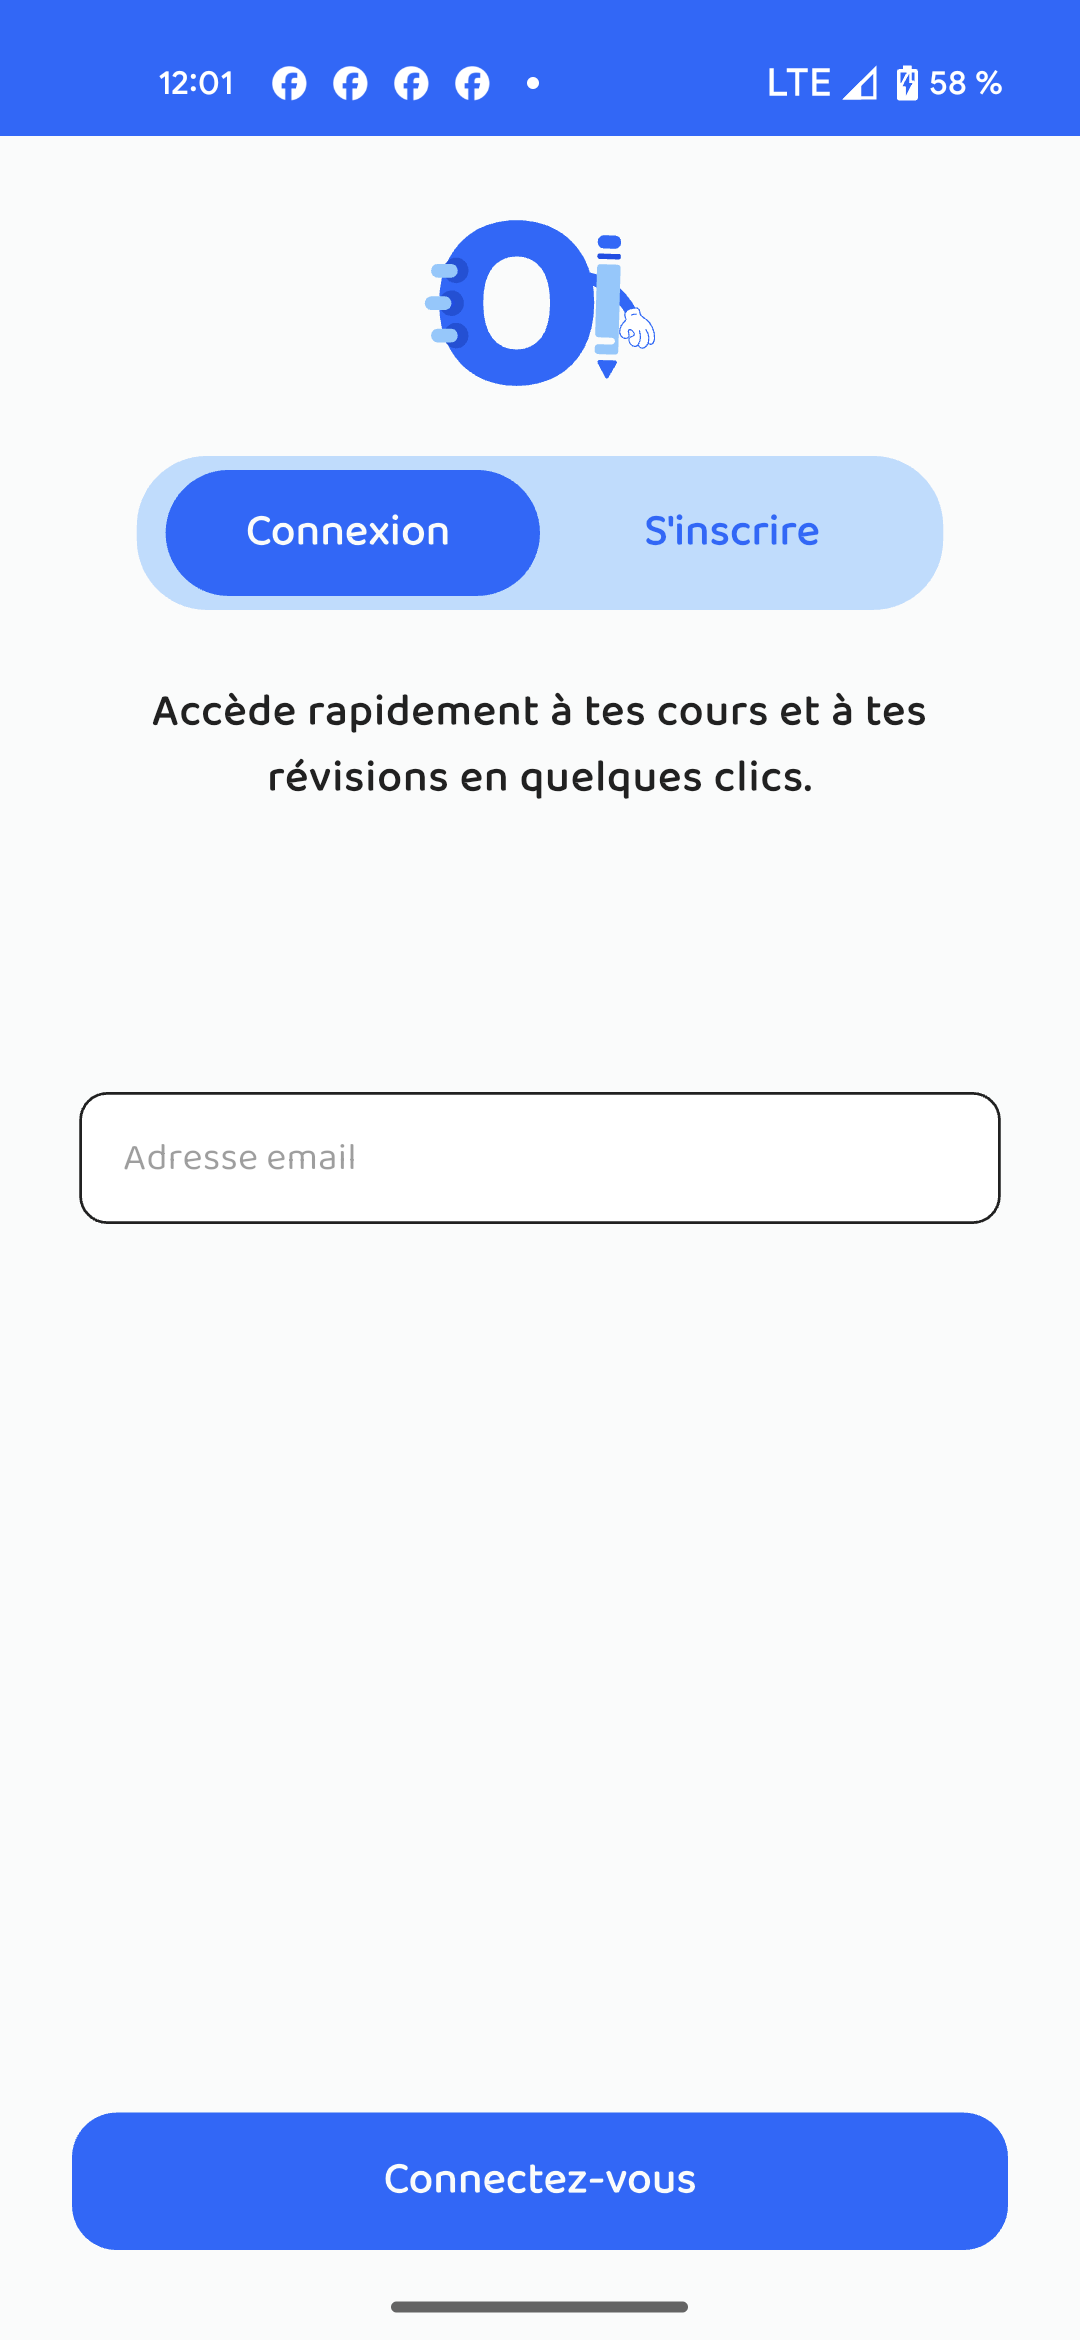 12:01 LTE 58 %
OI
Connexion S'inscrire
Accède rapidement à tes cours et à tes
révisions en quelques clics.
Adresse email
Connectez-vous